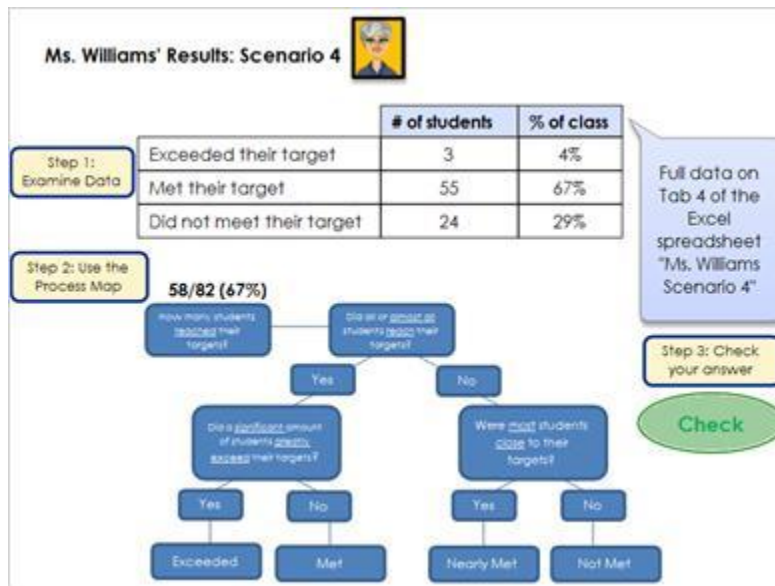 Ms. Williams' Results: Scenario 4
# of students % of class
Step 1:
Examine Data
Exceeded their target 3 4%
Met their target 55 67%
Did not meet their target 24 29%
Full data on
Tab 4 of the
Excel
spreadsheet
"Ms. Williams
Scenario 4"
Step 2: Use the
Process Map
58/82 (67%)
How many students
reached their
targets?
Did all or almost all
students reach their
targets?
Step 3: Check
your answer
Check
Yes
No
Did a significant amount
of students greatly
exceed their targets?
Were most students
close to their
targets?
Yes
No
Yes
No
Exceeded
Met
Nearly Met
Not Met